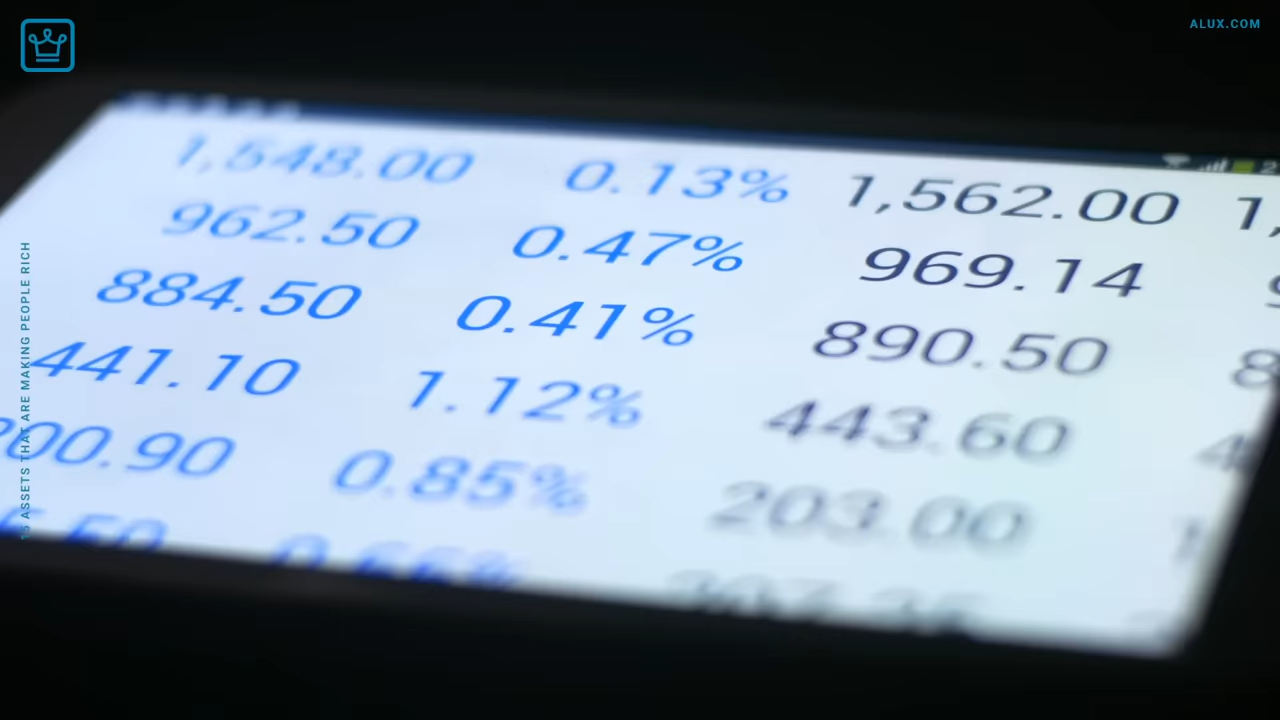 ALUX.COM
1,548.00 0.13% 1,562.00
962.50 0.47% 969.14
884.50 0.41% 890.50
441.10 1.12% 443.60
0.85% 203.00
15 ASSETS THAT ARE MAKING PEOPLE RICH